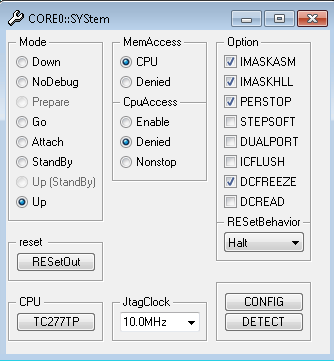 CORE0::SYStem
Mode
Down
NoDebug
Prepare
Go
Attach
StandBy
Up (StandBy)
Up
reset
RESetOut
CPU
TC277TP
MemAccess
CPU
Denied
CpuAccess
Enable
Denied
Nonstop
JtagClock
10.0MHz
Option
IMASKASM
IMASKHLL
PERSTOP
STEPSOFT
DUALPORT
ICFLUSH
DCFREEZE
DCREAD
RESetBehavior
Halt
CONFIG
DETECT